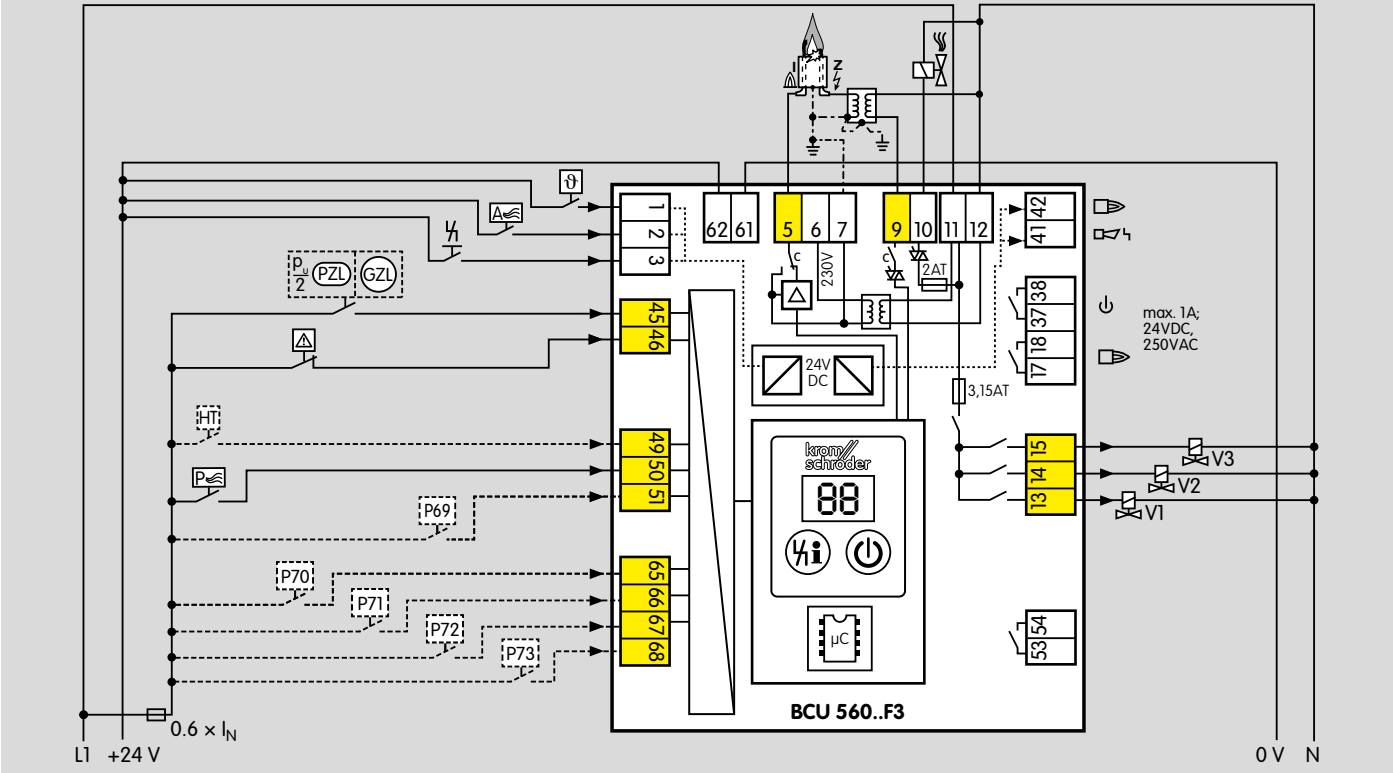 I
Z
ϑ
A
p
u
2
PZL
GZL
HT
P
P69
P70
P71
P72
P73
1
2
3
45
46
49
50
51
65
66
67
68
62 61
5 6 7
9 10 11 12
c
230V
c
2AT
24V
DC
3,15AT
krom//
schröder
88
i
µC
BCU 560..F3
42
41
38
37
18
17
max. 1A;
24VDC,
250VAC
15
14
13
54
53
V3
V2
V1
0.6 × I_N
L1 +24 V
0 V N